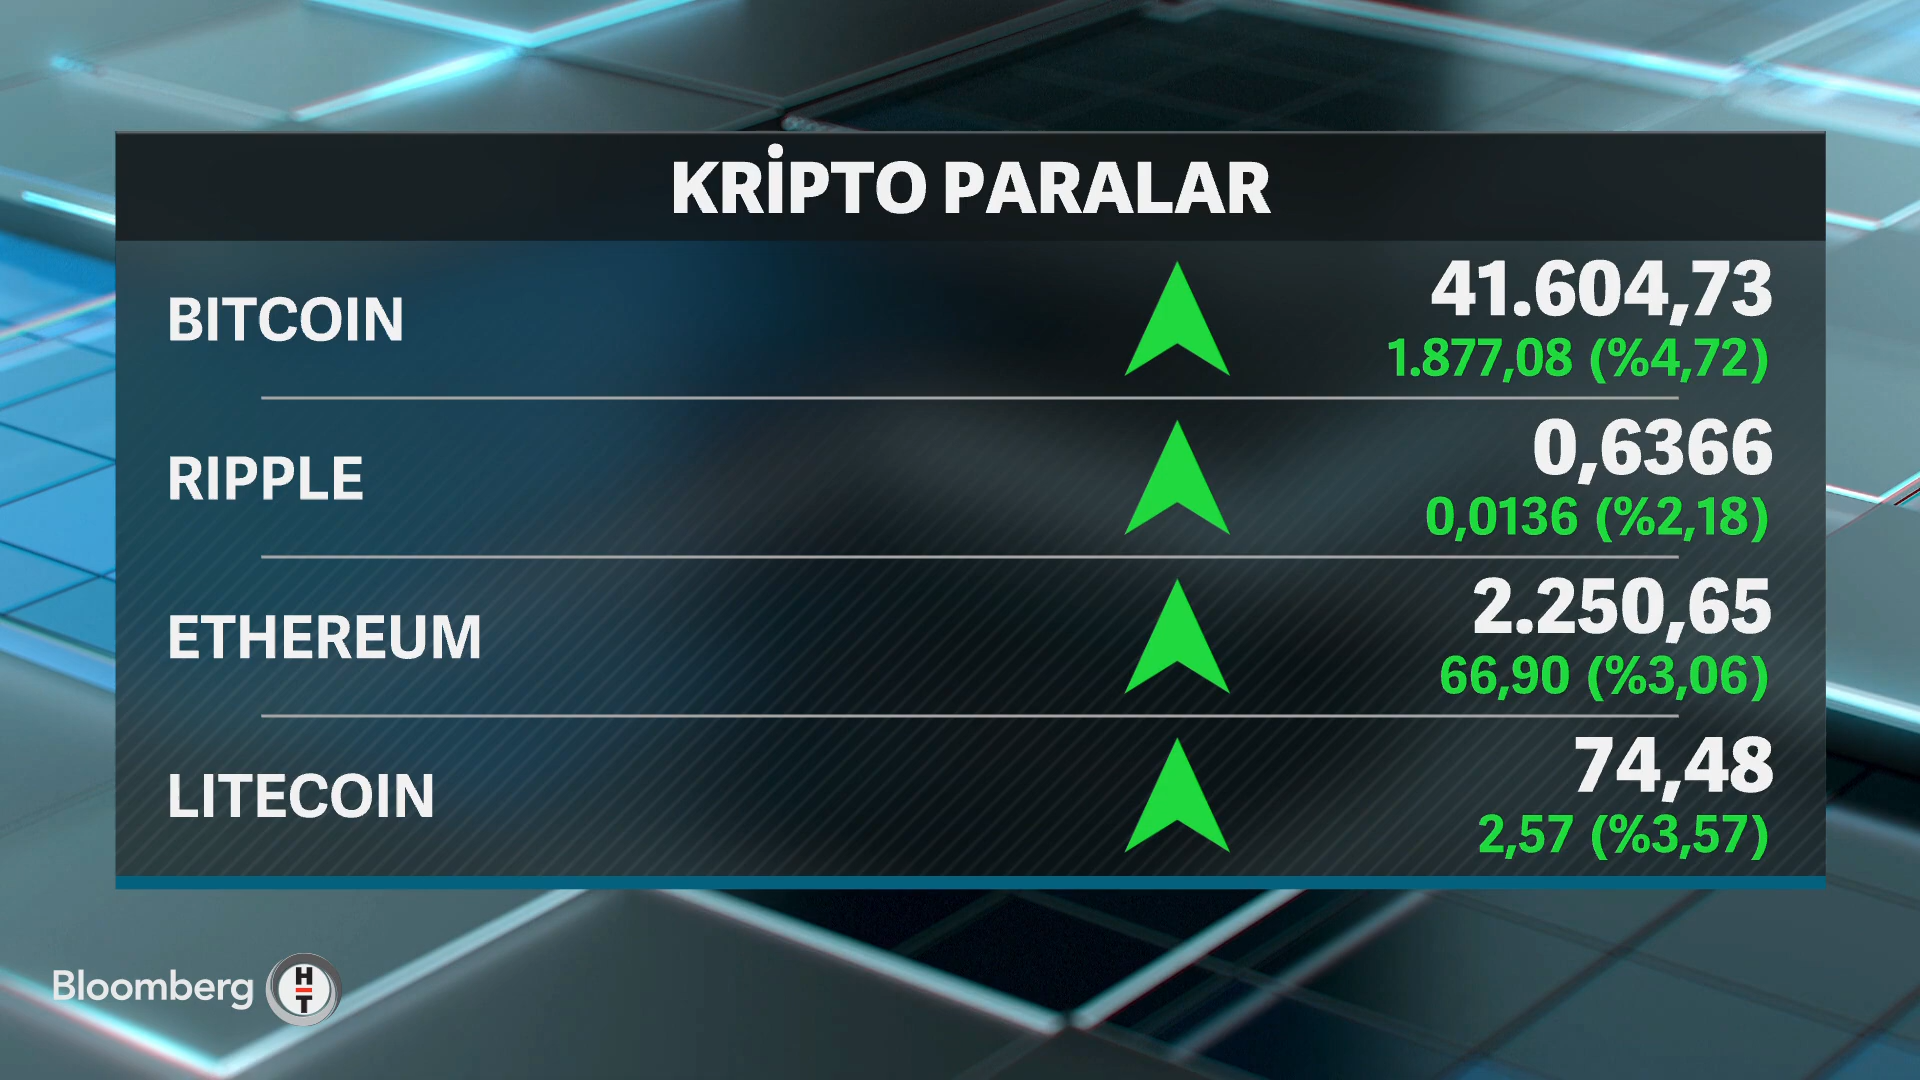 KRİPTO PARALAR
BITCOIN
41.604,73
1.877,08 (%4,72)
RIPPLE
0,6366
0,0136 (%2,18)
ETHEREUM
2.250,65
66,90 (%3,06)
LITECOIN
74,48
2,57 (%3,57)
Bloomberg HT